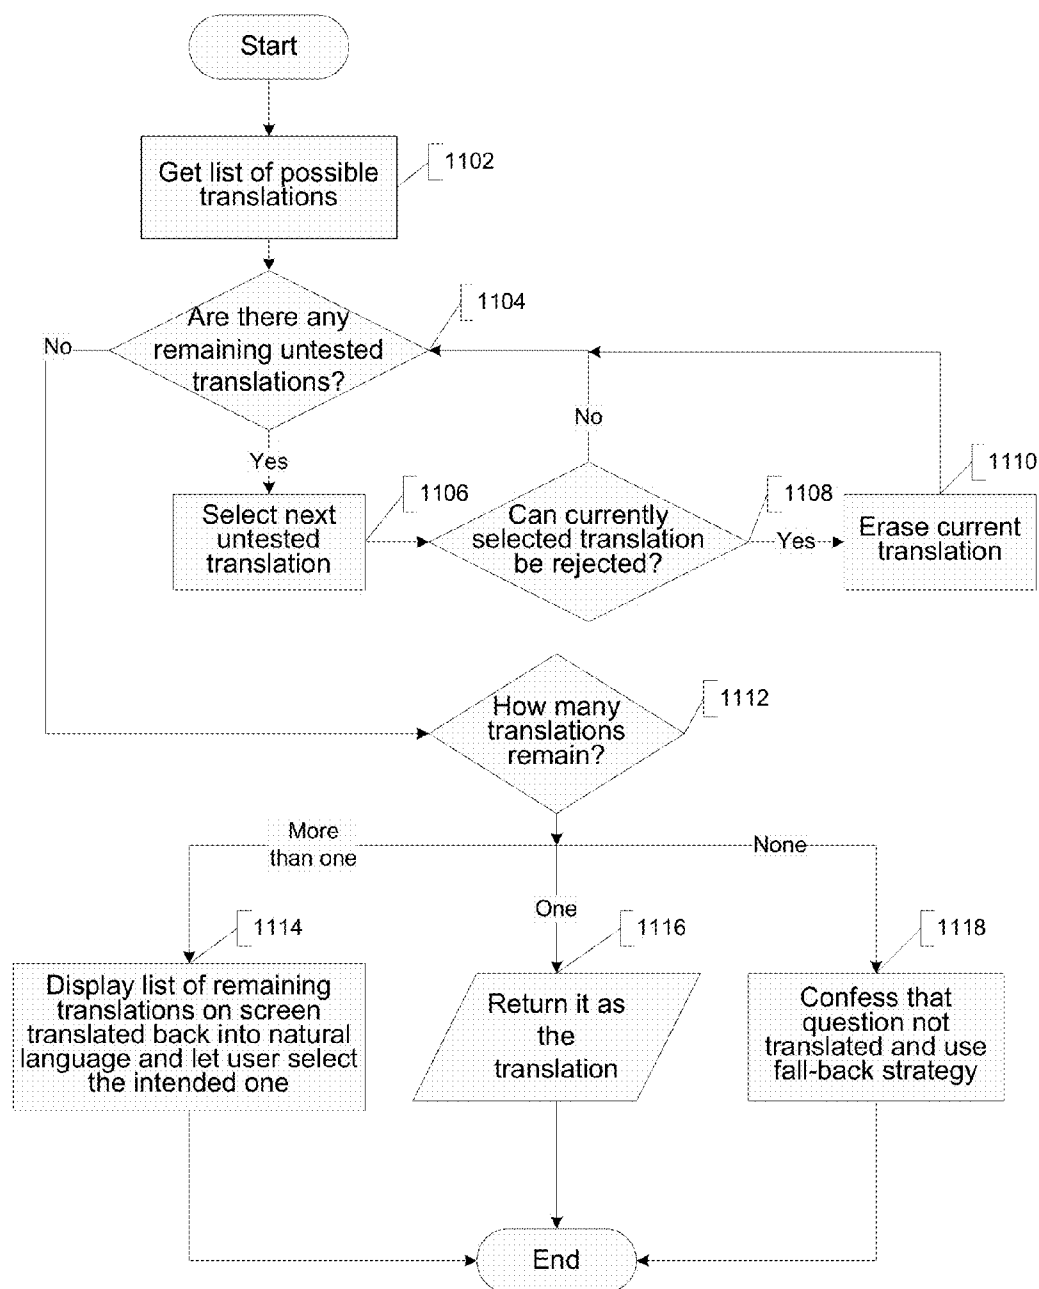 Start
Get list of possible
translations
1102
Are there any
remaining untested
translations?
1104
No
Yes
No
Select next
untested
translation
1106
Can currently
selected translation
be rejected?
1108
Yes
Erase current
translation
1110
How many
translations
remain?
1112
More
than one
One
None
Display list of remaining
translations on screen
translated back into natural
language and let user select
the intended one
1114
Return it as
the
translation
1116
Confess that
question not
translated and use
fall-back strategy
1118
End